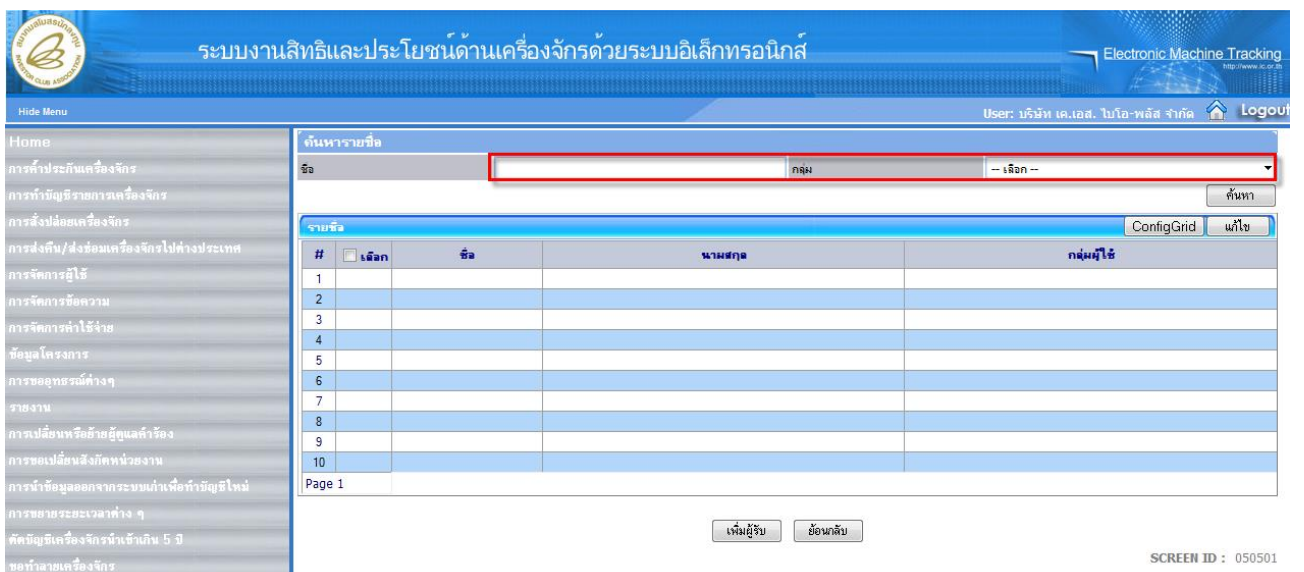 ระบบงานสิทธิและประโยชน์ด้านเครื่องจักรด้วยระบบอิเล็กทรอนิกส์
Electronic Machine Tracking
http://www.ic.or.th
INVESTOR CLUB ASSOCIATION
Hide Menu
User: บริษัท เค.เอส. ไบโอ-พลัส จำกัด Logout
Home
การค้ำประกันเครื่องจักร
การทำบัญชีรายการเครื่องจักร
การสั่งปล่อยเครื่องจักร
การส่งคืน/ส่งซ่อมเครื่องจักรไปต่างประเทศ
การจัดการผู้ใช้
การจัดการข้อความ
การจัดการค่าใช้จ่าย
ข้อมูลโครงการ
การขออุทธรณ์ต่างๆ
รายงาน
การเปลี่ยนหรือย้ายผู้ดูแลคำร้อง
การขอเปลี่ยนสังกัดหน่วยงาน
การนำข้อมูลออกจากระบบเก่าเพื่อทำบัญชีใหม่
การขยายระยะเวลาต่าง ๆ
ตัดบัญชีเครื่องจักรนำเข้าเกิน 5 ปี
ขอทำลายเครื่องจักร
ค้นหารายชื่อ
ชื่อ กลุ่ม -- เลือก --
ค้นหา
รายชื่อ ConfigGrid แก้ไข
# เลือก ชื่อ นามสกุล กลุ่มผู้ใช้
1
2
3
4
5
6
7
8
9
10
Page 1
เพิ่มผู้รับ ย้อนกลับ
SCREEN ID : 050501